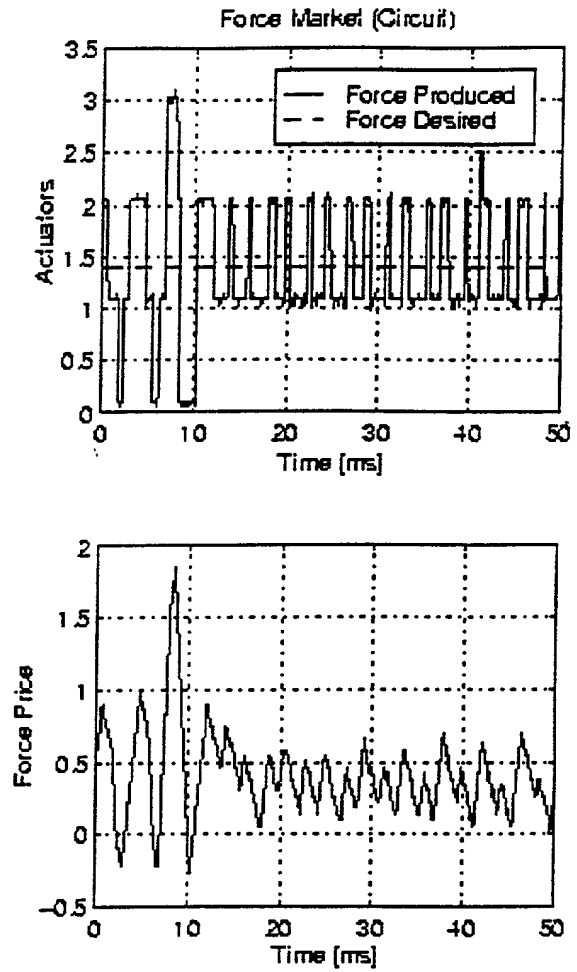 Force Market (Circuit)
3.5
3
2.5
2
1.5
1
0.5
0
Actuators
Force Produced
Force Desired
0 10 20 30 40 50
Time [ms]
2
1.5
1
0.5
0
-0.5
Force Price
0 10 20 30 40 50
Time [ms]